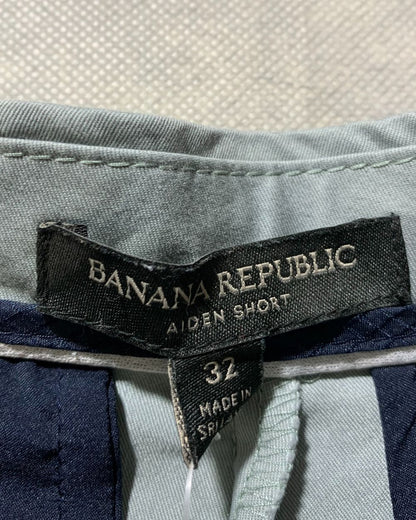 BANANA REPUBLIC
AIDEN SHORT
32
MADE IN